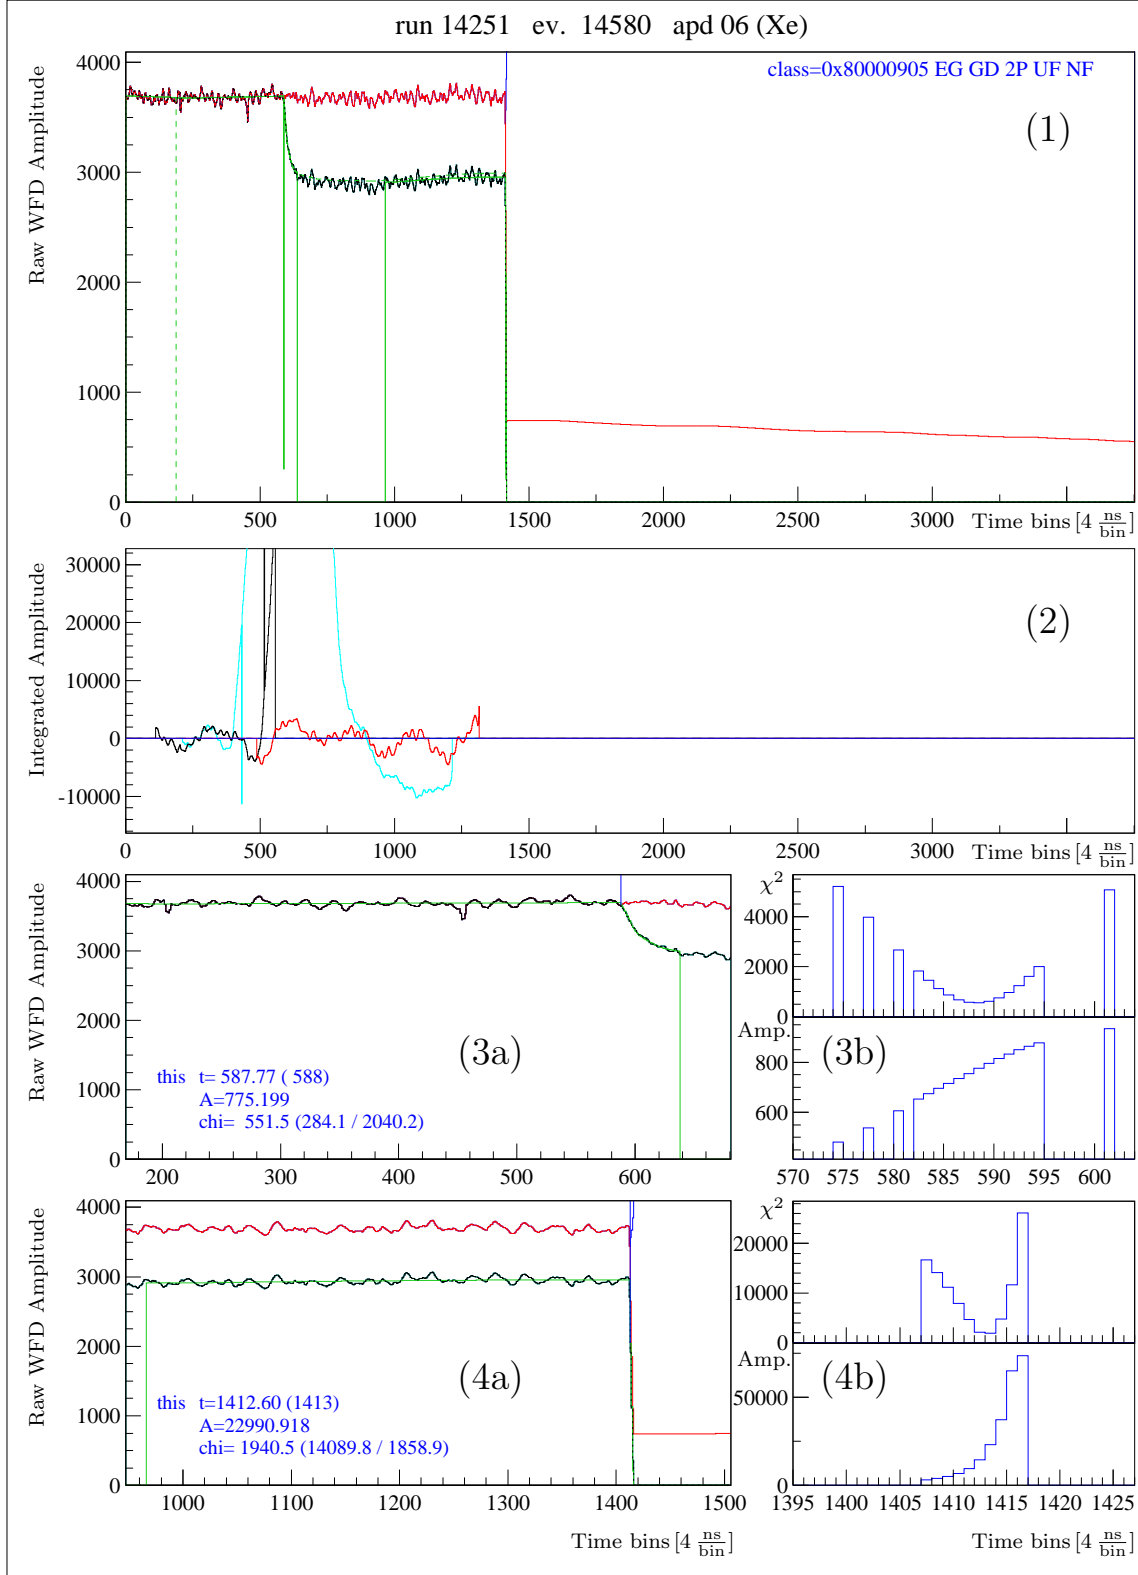 run 14251 ev. 14580 apd 06 (Xe)
class=0x80000905 EG GD 2P UF NF
(1)
Raw WFD Amplitude
4000
3000
2000
1000
0
0 500 1000 1500 2000 2500 3000
Time bins [4 ns/bin]
(2)
Integrated Amplitude
30000
20000
10000
0
-10000
0 500 1000 1500 2000 2500 3000
Time bins [4 ns/bin]
Raw WFD Amplitude
4000
3000
2000
1000
0
(3a)
this t= 587.77 ( 588)
A=775.199
chi= 551.5 (284.1 / 2040.2)
200 300 400 500 600
χ²
4000
2000
0
Amp.
(3b)
800
600
570 575 580 585 590 595 600
Raw WFD Amplitude
4000
3000
2000
1000
0
(4a)
this t=1412.60 (1413)
A=22990.918
chi= 1940.5 (14089.8 / 1858.9)
1000 1100 1200 1300 1400 1500
Time bins [4 ns/bin]
χ²
20000
10000
0
Amp.
(4b)
50000
0
1395 1400 1405 1410 1415 1420 1425
Time bins [4 ns/bin]